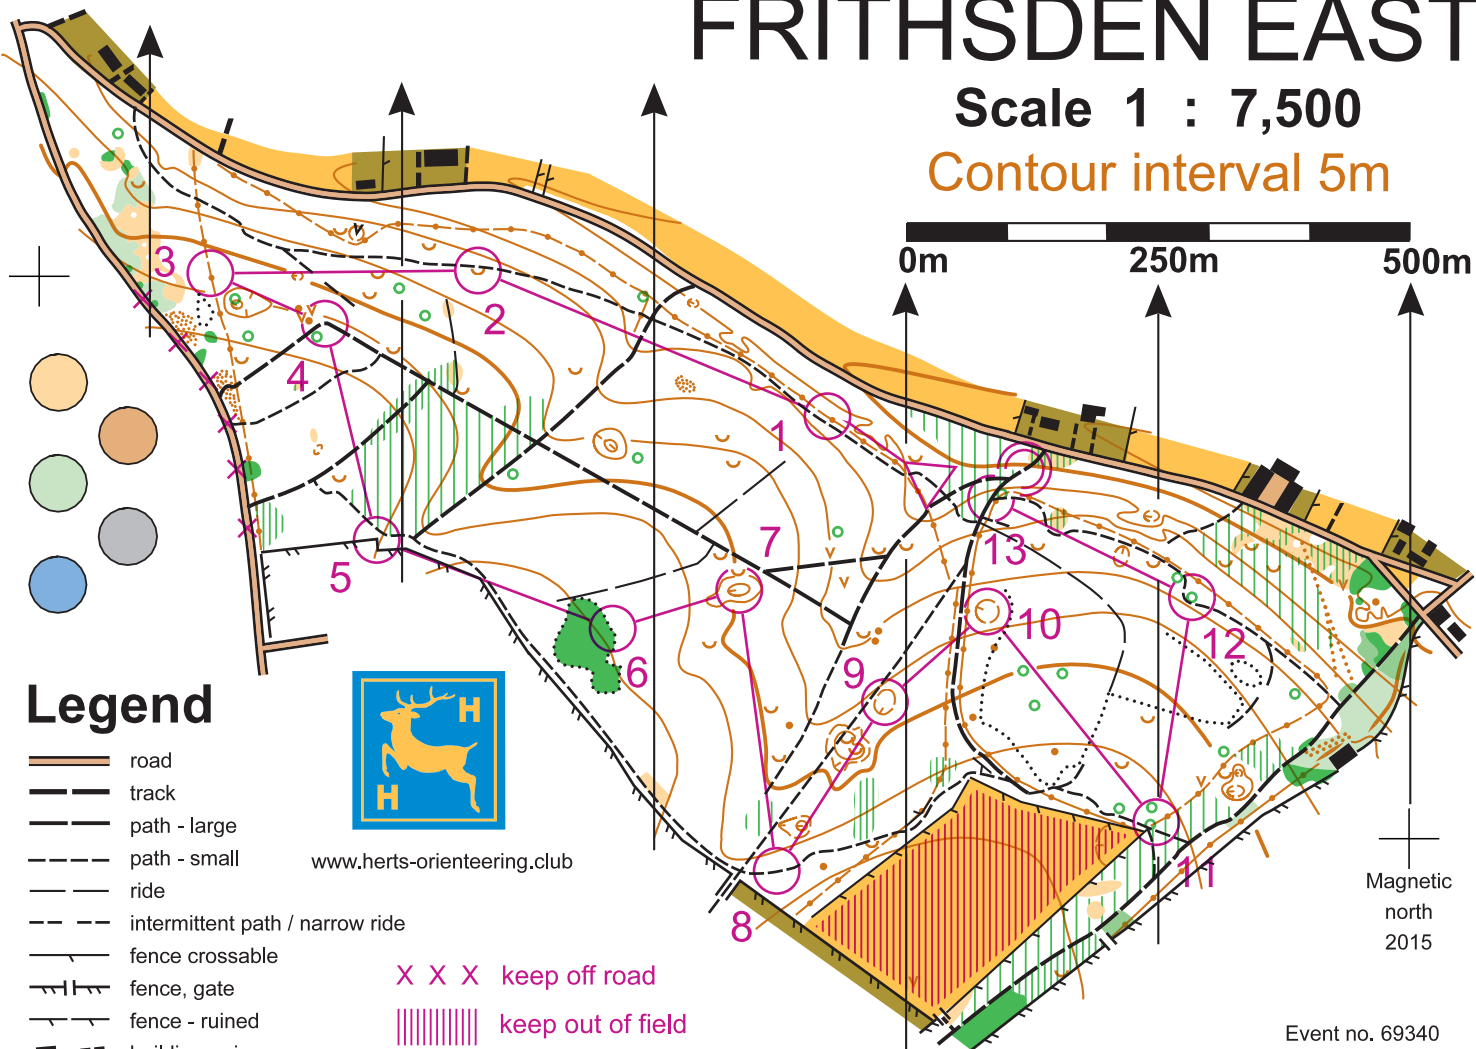 FRITHSDEN EAST
Scale 1 : 7,500
Contour interval 5m
0m 250m 500m
3
2
4
1
13
7
5
10
12
6
9
8
11
Legend
road
track
path - large
path - small
ride
intermittent path / narrow ride
fence crossable
fence, gate
fence - ruined
H
H
www.herts-orienteering.club
X X X keep off road
keep out of field
Magnetic
north
2015
Event no. 69340